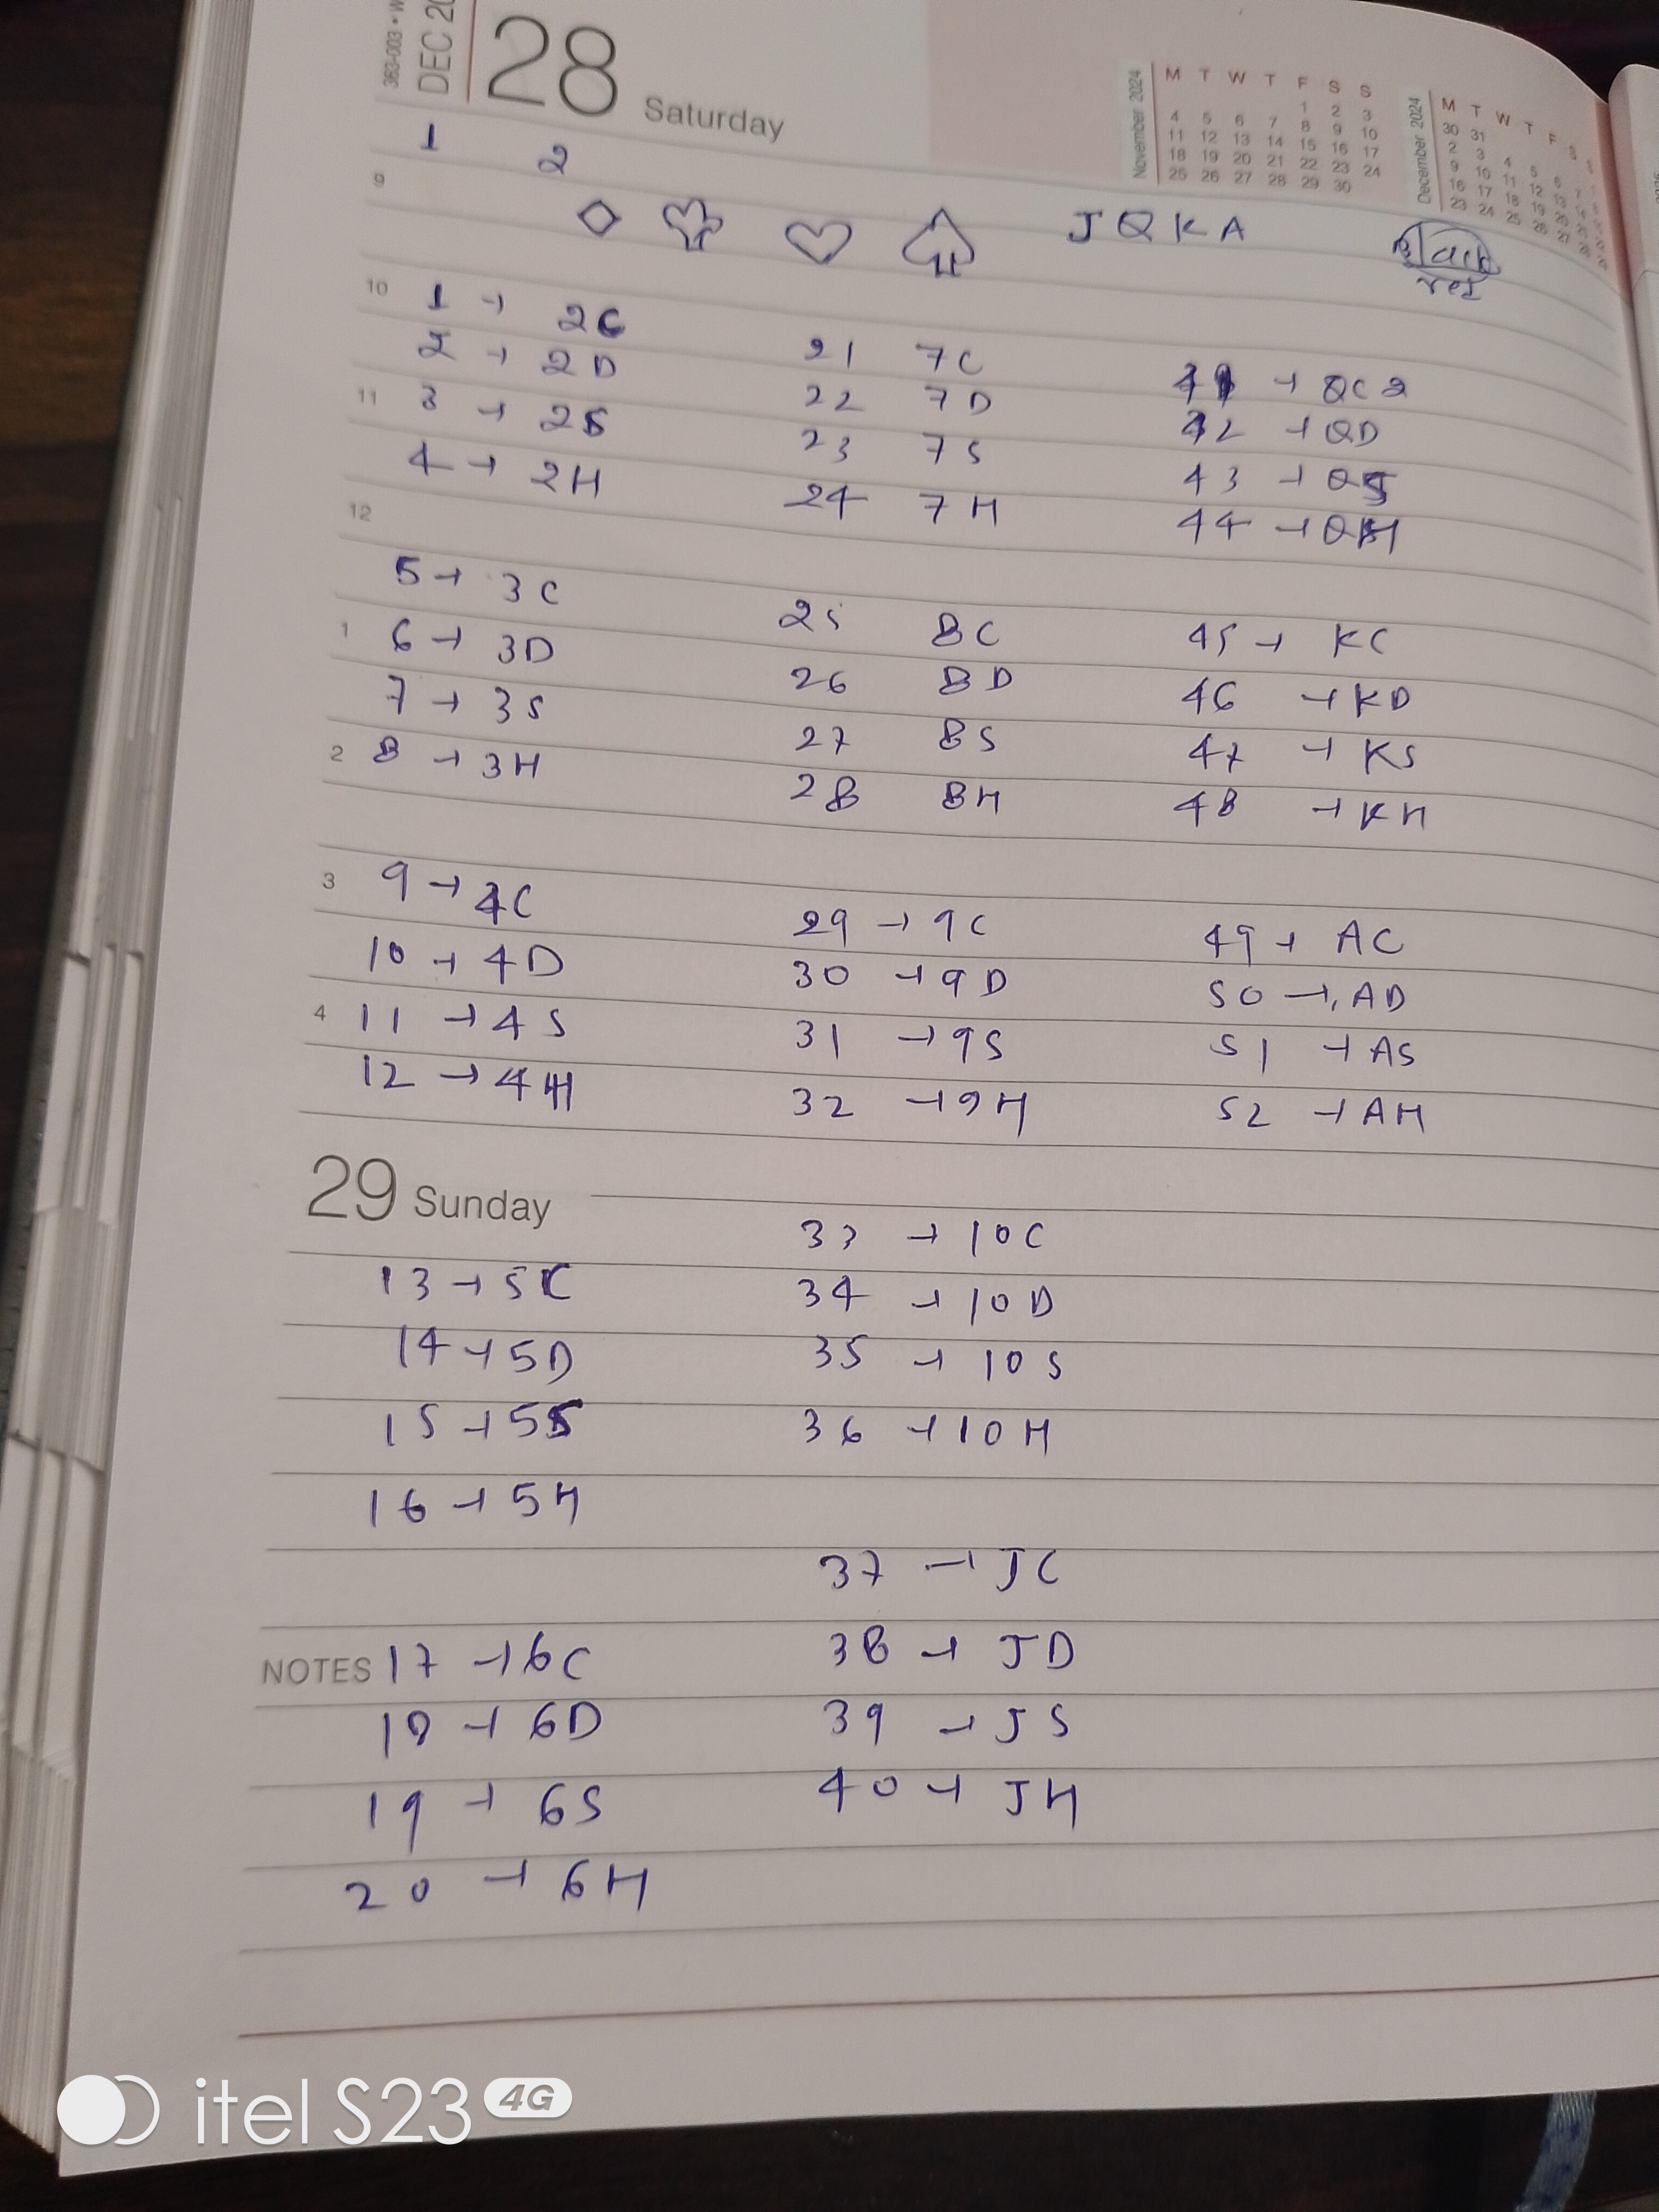 363-003
DEC 20
28 Saturday
November 2024
M T W T F S S
1 2 3
4 5 6 7 8 9 10
11 12 13 14 15 16 17
18 19 20 21 22 23 24
25 26 27 28 29 30
December 2024
M T W T F S
30 31
2 3 4 5 6 7
9 10 11 12 13
16 17 18 19 20
23 24 25 26 27
1 2
9
J Q K A
Black
red
10
1 → 2C
2 → 2D
11
3 → 2S
4 → 2H
12
5 → 3C
1
6 → 3D
7 → 3S
2
8 → 3H
3
9 → 4C
10 → 4D
4
11 → 4S
12 → 4H
21 7C
22 7D
23 7S
24 7H
25 8C
26 8D
27 8S
28 8H
29 → 9C
30 → 9D
31 → 9S
32 → 9H
41 → QC2
42 → QD
43 → QS
44 → QH
45 → KC
46 → KD
47 → KS
48 → KH
49 → AC
50 → AD
51 → AS
52 → AH
29 Sunday
13 → 5C
14 → 5D
15 → 5S
16 → 5H
NOTES
17 → 6C
18 → 6D
19 → 6S
20 → 6H
33 → 10C
34 → 10D
35 → 10S
36 → 10H
37 → JC
38 → JD
39 → JS
40 → JH
itel S23 4G